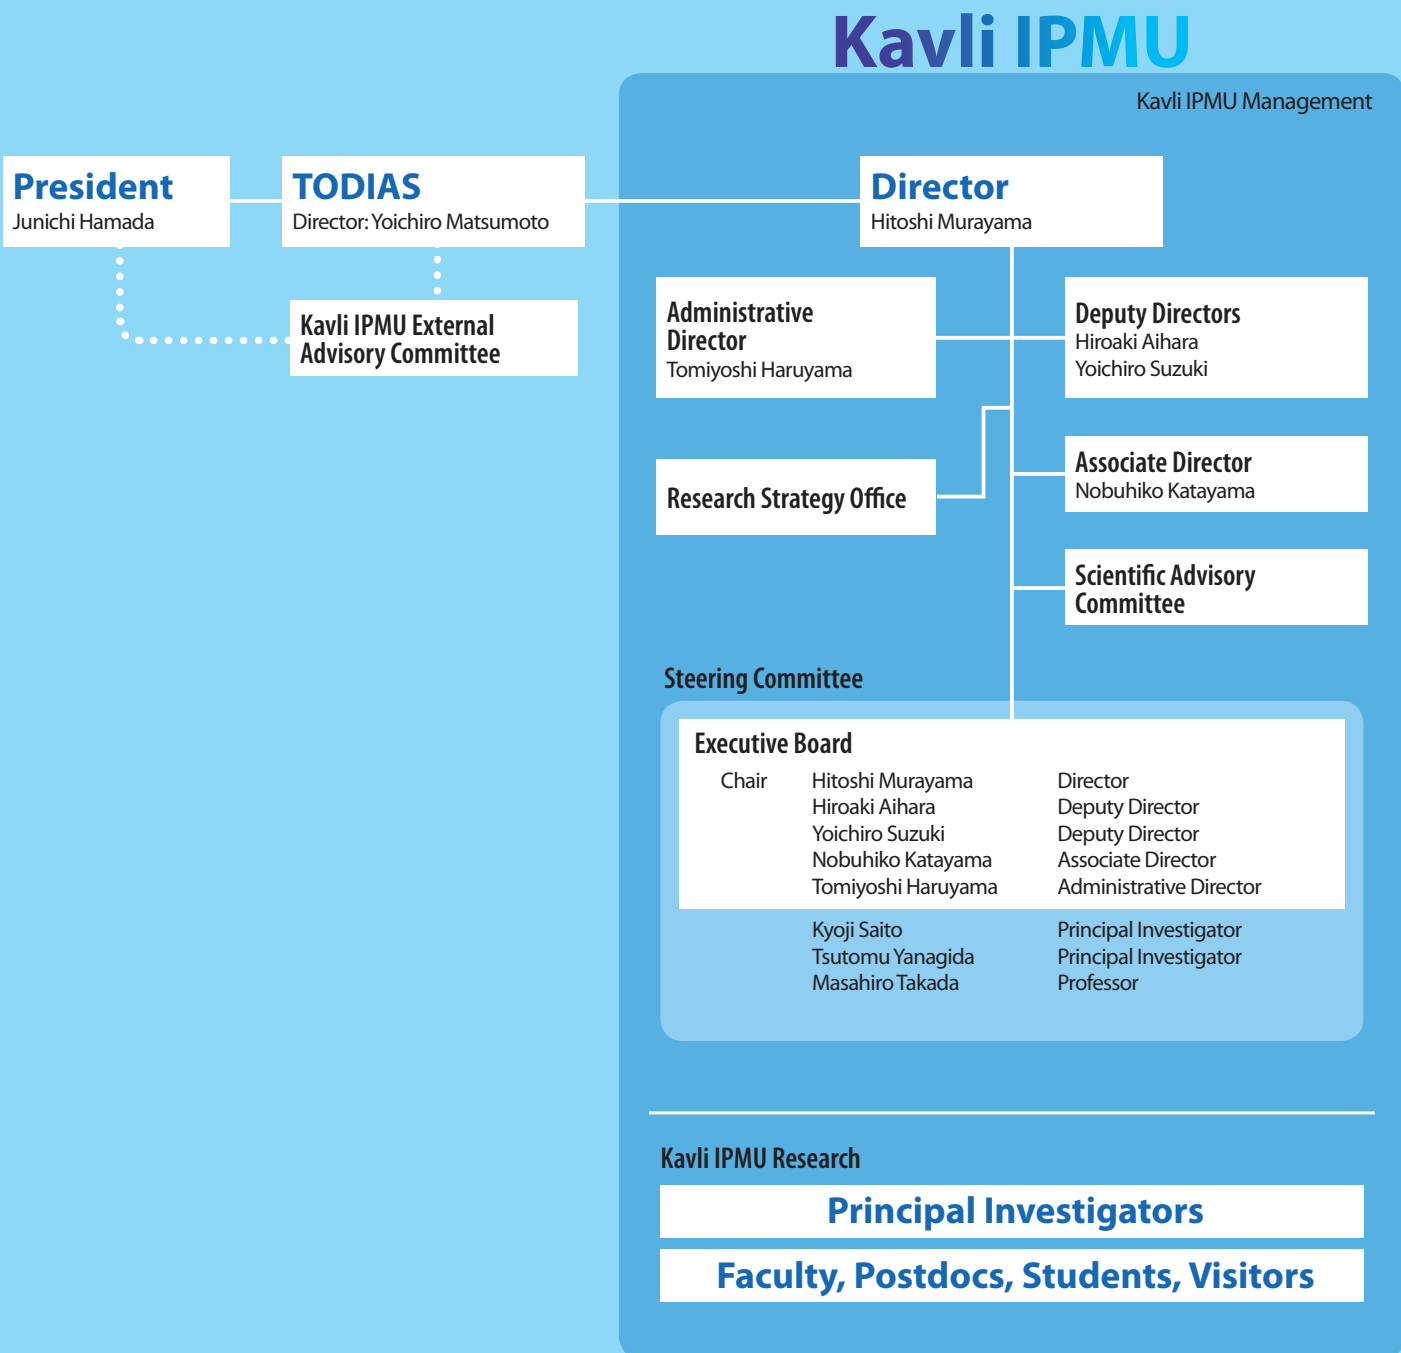 Kavli IPMU
Kavli IPMU Management
President
Junichi Hamada
TODIAS
Director: Yoichiro Matsumoto
Director
Hitoshi Murayama
Kavli IPMU External
Advisory Committee
Administrative
Director
Tomiyoshi Haruyama
Deputy Directors
Hiroaki Aihara
Yoichiro Suzuki
Research Strategy Office
Associate Director
Nobuhiko Katayama
Scientific Advisory
Committee
Steering Committee
Executive Board
Chair Hitoshi Murayama Director
Hiroaki Aihara Deputy Director
Yoichiro Suzuki Deputy Director
Nobuhiko Katayama Associate Director
Tomiyoshi Haruyama Administrative Director
Kyoji Saito Principal Investigator
Tsutomu Yanagida Principal Investigator
Masahiro Takada Professor
Kavli IPMU Research
Principal Investigators
Faculty, Postdocs, Students, Visitors